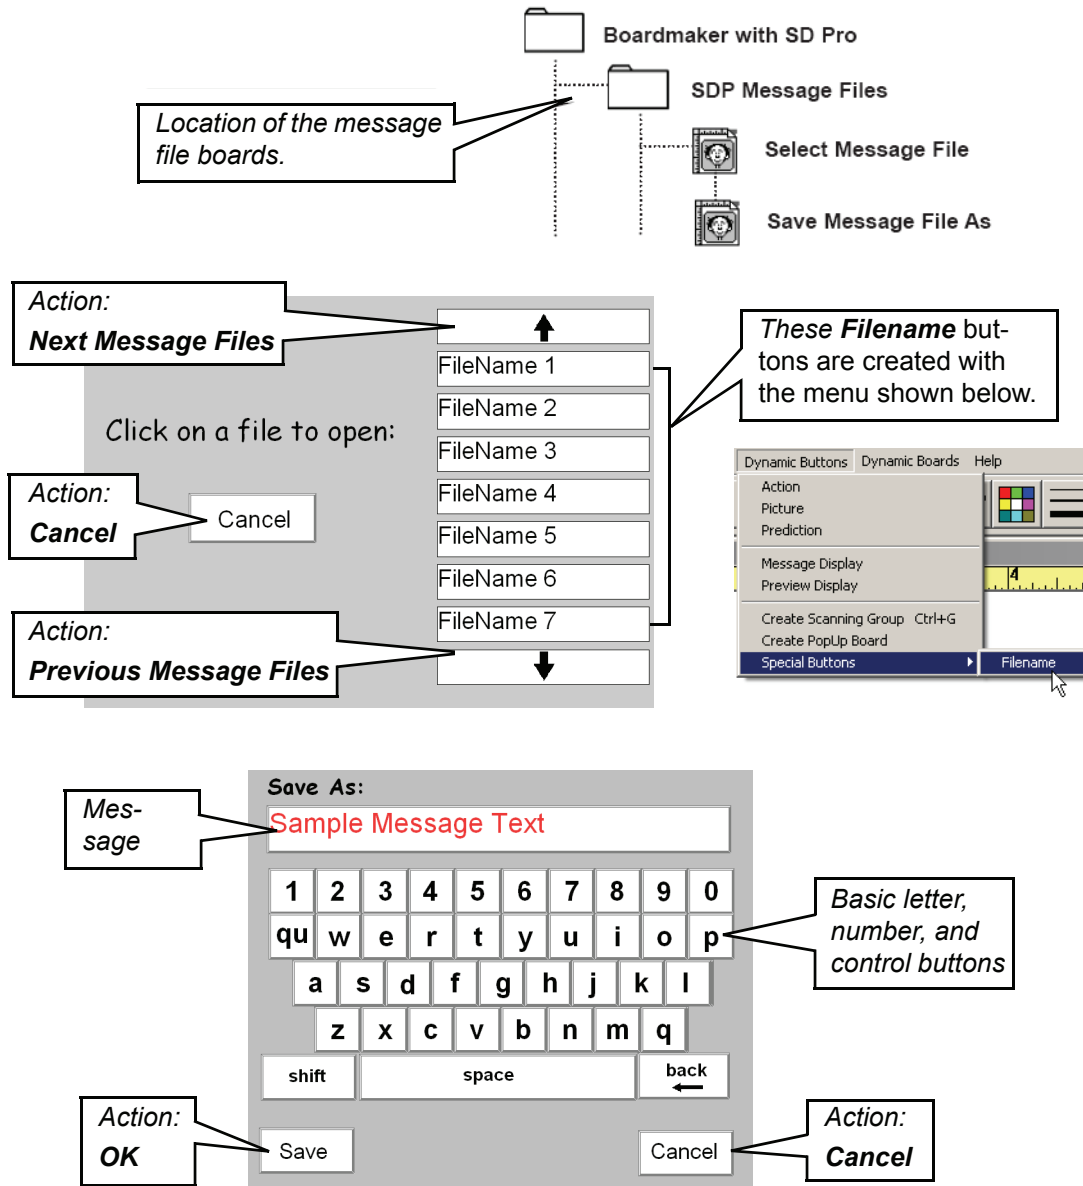 Boardmaker with SD Pro
SDP Message Files
Location of the message
file boards.
Select Message File
Save Message File As
Action:
Next Message Files
These Filename but-
tons are created with
the menu shown below.
FileName 1
FileName 2
Click on a file to open:
FileName 3
FileName 4
FileName 5
FileName 6
FileName 7
Action:
Cancel
Cancel
Action:
Previous Message Files
Dynamic Buttons Dynamic Boards Help
Action
Picture
Prediction
Message Display
Preview Display
Create Scanning Group Ctrl+G
Create PopUp Board
Special Buttons
Filename
4
Save As:
Mes-
sage
Sample Message Text
1 2 3 4 5 6 7 8 9 0
qu w e r t y u i o p
a s d f g h j k l
z x c v b n m q
shift space back
Basic letter,
number, and
control buttons
Action:
OK
Save
Cancel
Action:
Cancel